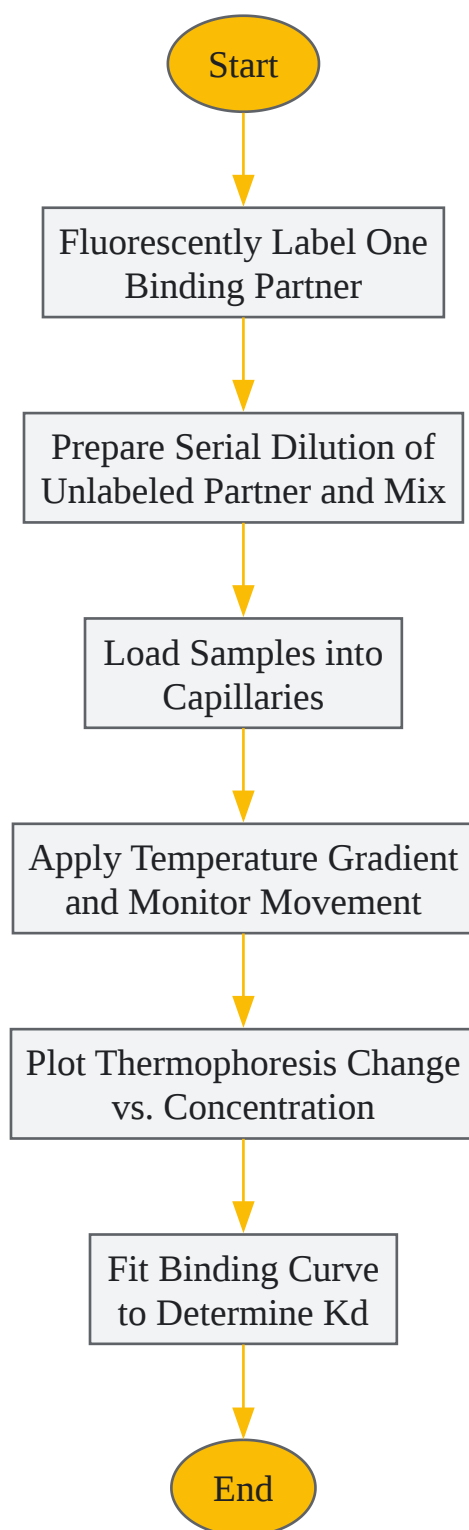 Start
Fluorescently Label One
Binding Partner
Prepare Serial Dilution of
Unlabeled Partner and Mix
Load Samples into
Capillaries
Apply Temperature Gradient
and Monitor Movement
Plot Thermophoresis Change
vs. Concentration
Fit Binding Curve
to Determine Kd
End